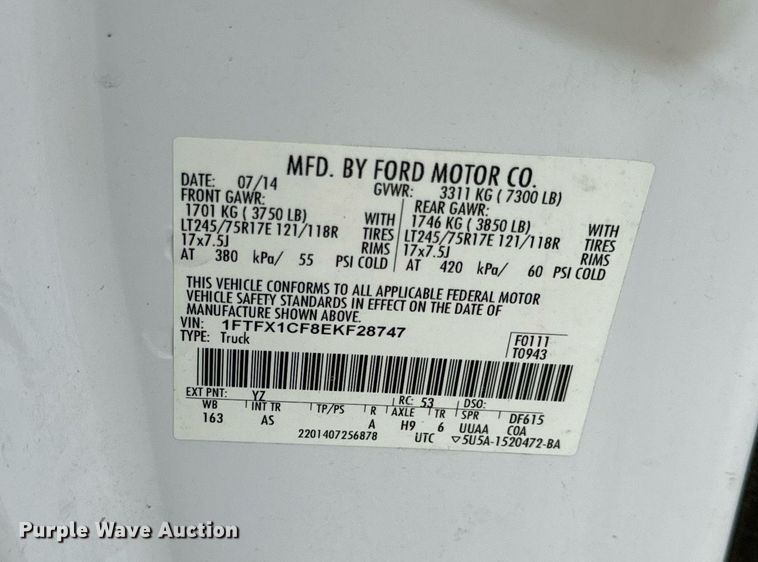 MFD. BY FORD MOTOR CO.
DATE: 07/14 GVWR: 3311 KG ( 7300 LB)
FRONT GAWR: REAR GAWR:
1701 KG ( 3750 LB) WITH 1746 KG ( 3850 LB) WITH
LT245/75R17E 121/118R TIRES LT245/75R17E 121/118R TIRES
17x7.5J RIMS 17x7.5J RIMS
AT 380 kPa/ 55 PSI COLD AT 420 kPa/ 60 PSI COLD
THIS VEHICLE CONFORMS TO ALL APPLICABLE FEDERAL MOTOR
VEHICLE SAFETY STANDARDS IN EFFECT ON THE DATE OF
MANUFACTURE SHOWN ABOVE.
VIN: 1FTFX1CF8EKF28747 F0111
TYPE: Truck T0943
EXT PNT: YZ RC: 53 DSO:
WB INT TR TP/PS R AXLE TR SPR DF615
163 AS A H9 6 UUAA COA
2201407256878 UTC ▽5U5A-1520472-BA
Purple Wave Auction